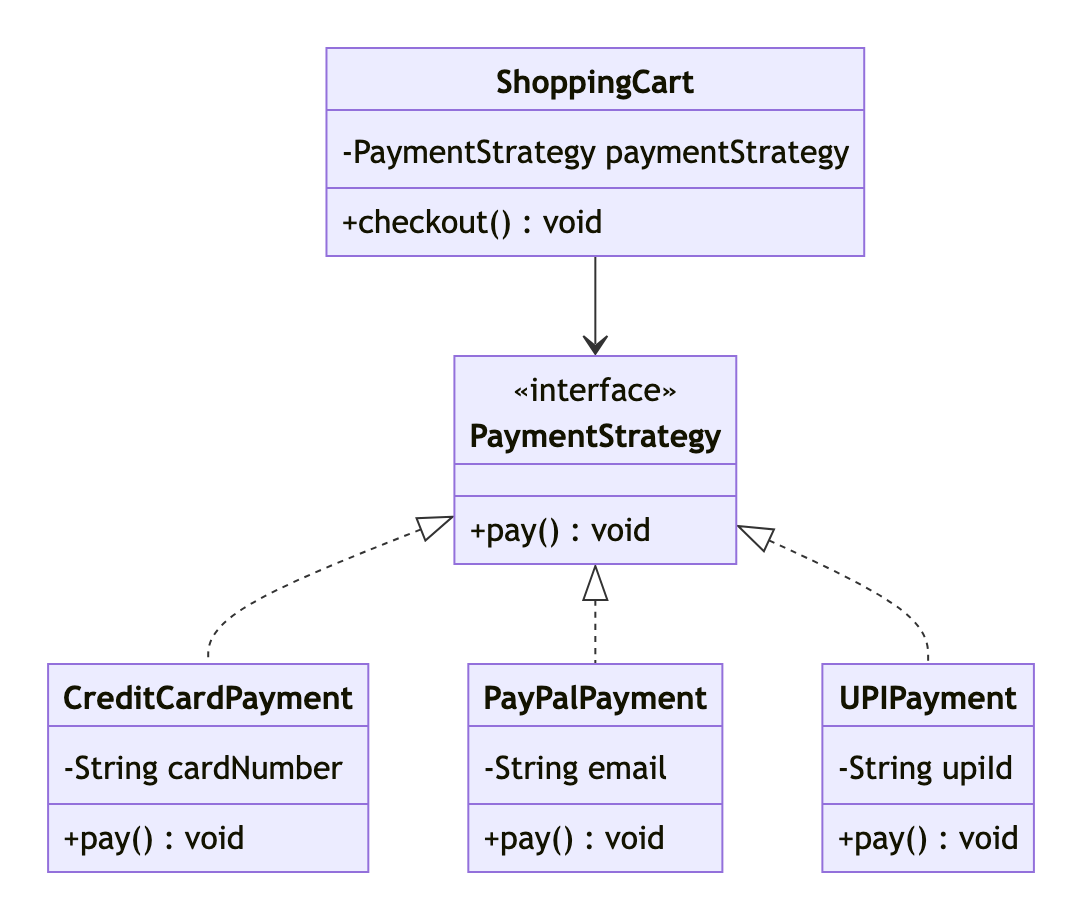 ShoppingCart
-PaymentStrategy paymentStrategy
+checkout() : void
«interface»
PaymentStrategy
+pay() : void
CreditCardPayment
-String cardNumber
+pay() : void
PayPalPayment
-String email
+pay() : void
UPIPayment
-String upiId
+pay() : void